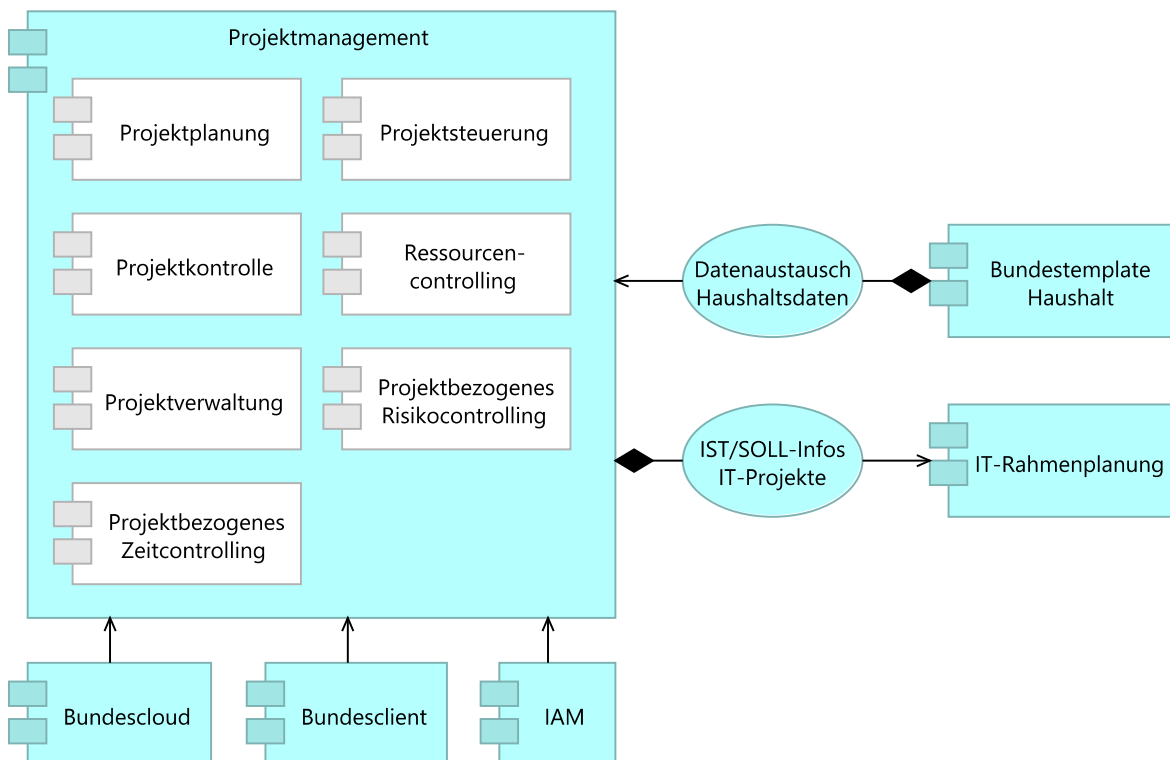 Projektmanagement
Projektplanung
Projektsteuerung
Projektkontrolle
Ressourcen-
controlling
Datenaustausch
Haushaltsdaten
Bundestemplate
Haushalt
Projektverwaltung
Projektbezogenes
Risikocontrolling
IST/SOLL-Infos
IT-Projekte
IT-Rahmenplanung
Projektbezogenes
Zeitcontrolling
Bundescloud
Bundesclient
IAM